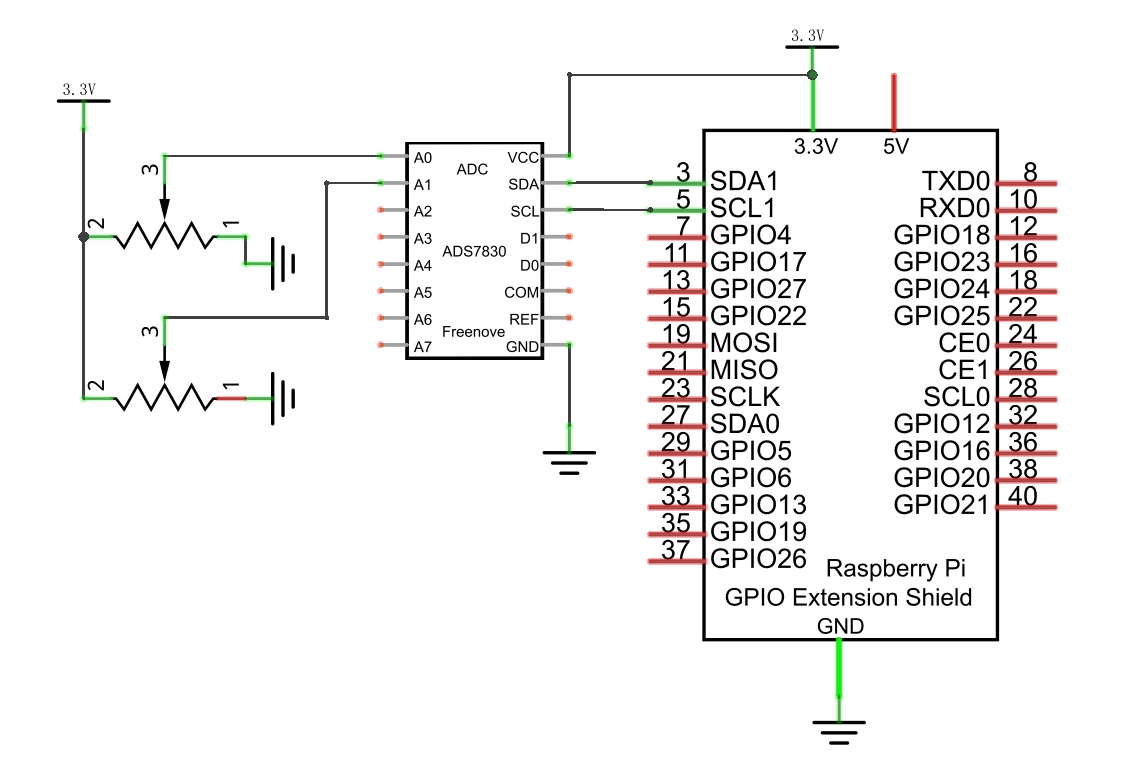 3.3V
3.3V
3
2
1
3
2
1
ADC
ADS7830
Freenove
A0
A1
A2
A3
A4
A5
A6
A7
VCC
SDA
SCL
D1
D0
COM
REF
GND
3.3V
5V
3 SDA1
5 SCL1
7 GPIO4
11 GPIO17
13 GPIO27
15 GPIO22
19 MOSI
21 MISO
23 SCLK
27 SDA0
29 GPIO5
31 GPIO6
33 GPIO13
35 GPIO19
37 GPIO26
TXD0 8
RXD0 10
GPIO18 12
GPIO23 16
GPIO24 18
GPIO25 22
CE0 24
CE1 26
SCL0 28
GPIO12 32
GPIO16 36
GPIO20 38
GPIO21 40
Raspberry Pi
GPIO Extension Shield
GND